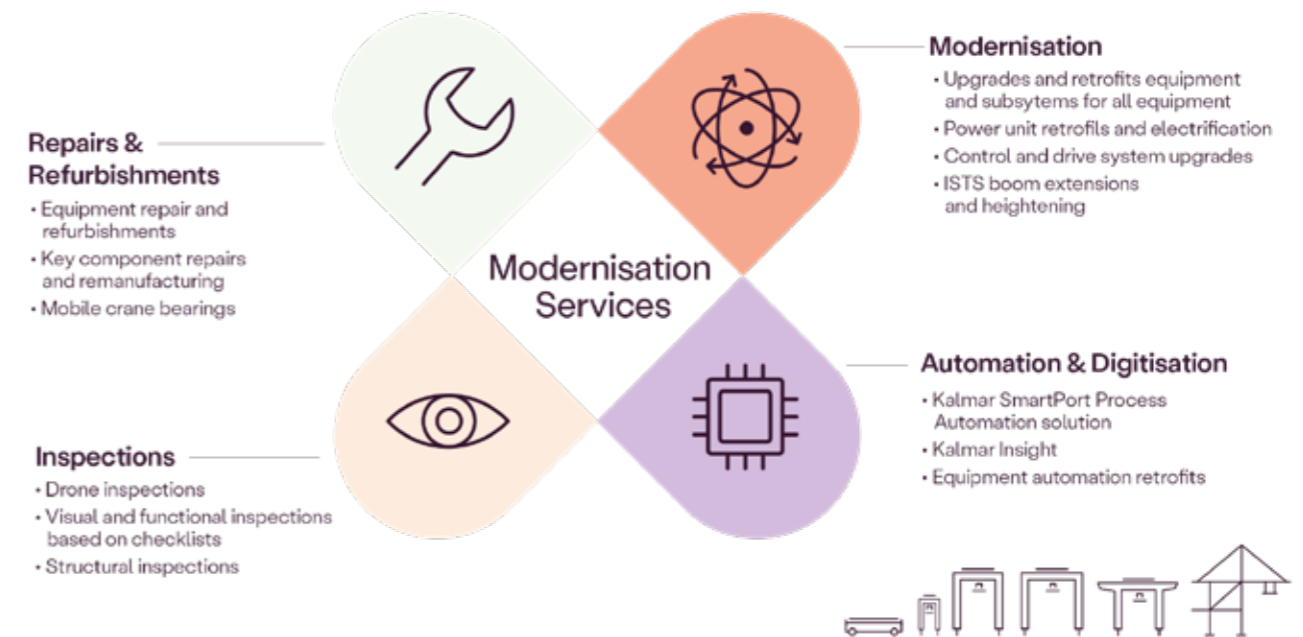 Modernisation
Services
Repairs &
Refurbishments
• Equipment repair and
refurbishments
• Key component repairs
and remanufacturing
• Mobile crane bearings
Modernisation
• Upgrades and retrofits equipment
and subsytems for all equipment
• Power unit retrofils and electrification
• Control and drive system upgrades
• ISTS boom extensions
and heightening
Inspections
• Drone inspections
• Visual and functional inspections
based on checklists
• Structural inspections
Automation & Digitisation
• Kalmar SmartPort Process
Automation solution
• Kalmar Insight
• Equipment automation retrofits